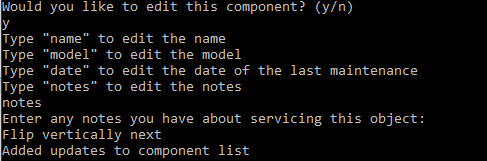 Would you like to edit this component? (y/n)
y
Type "name" to edit the name
Type "model" to edit the model
Type "date" to edit the date of the last maintenance
Type "notes" to edit the notes
notes
Enter any notes you have about servicing this object:
Flip vertically next
Added updates to component list